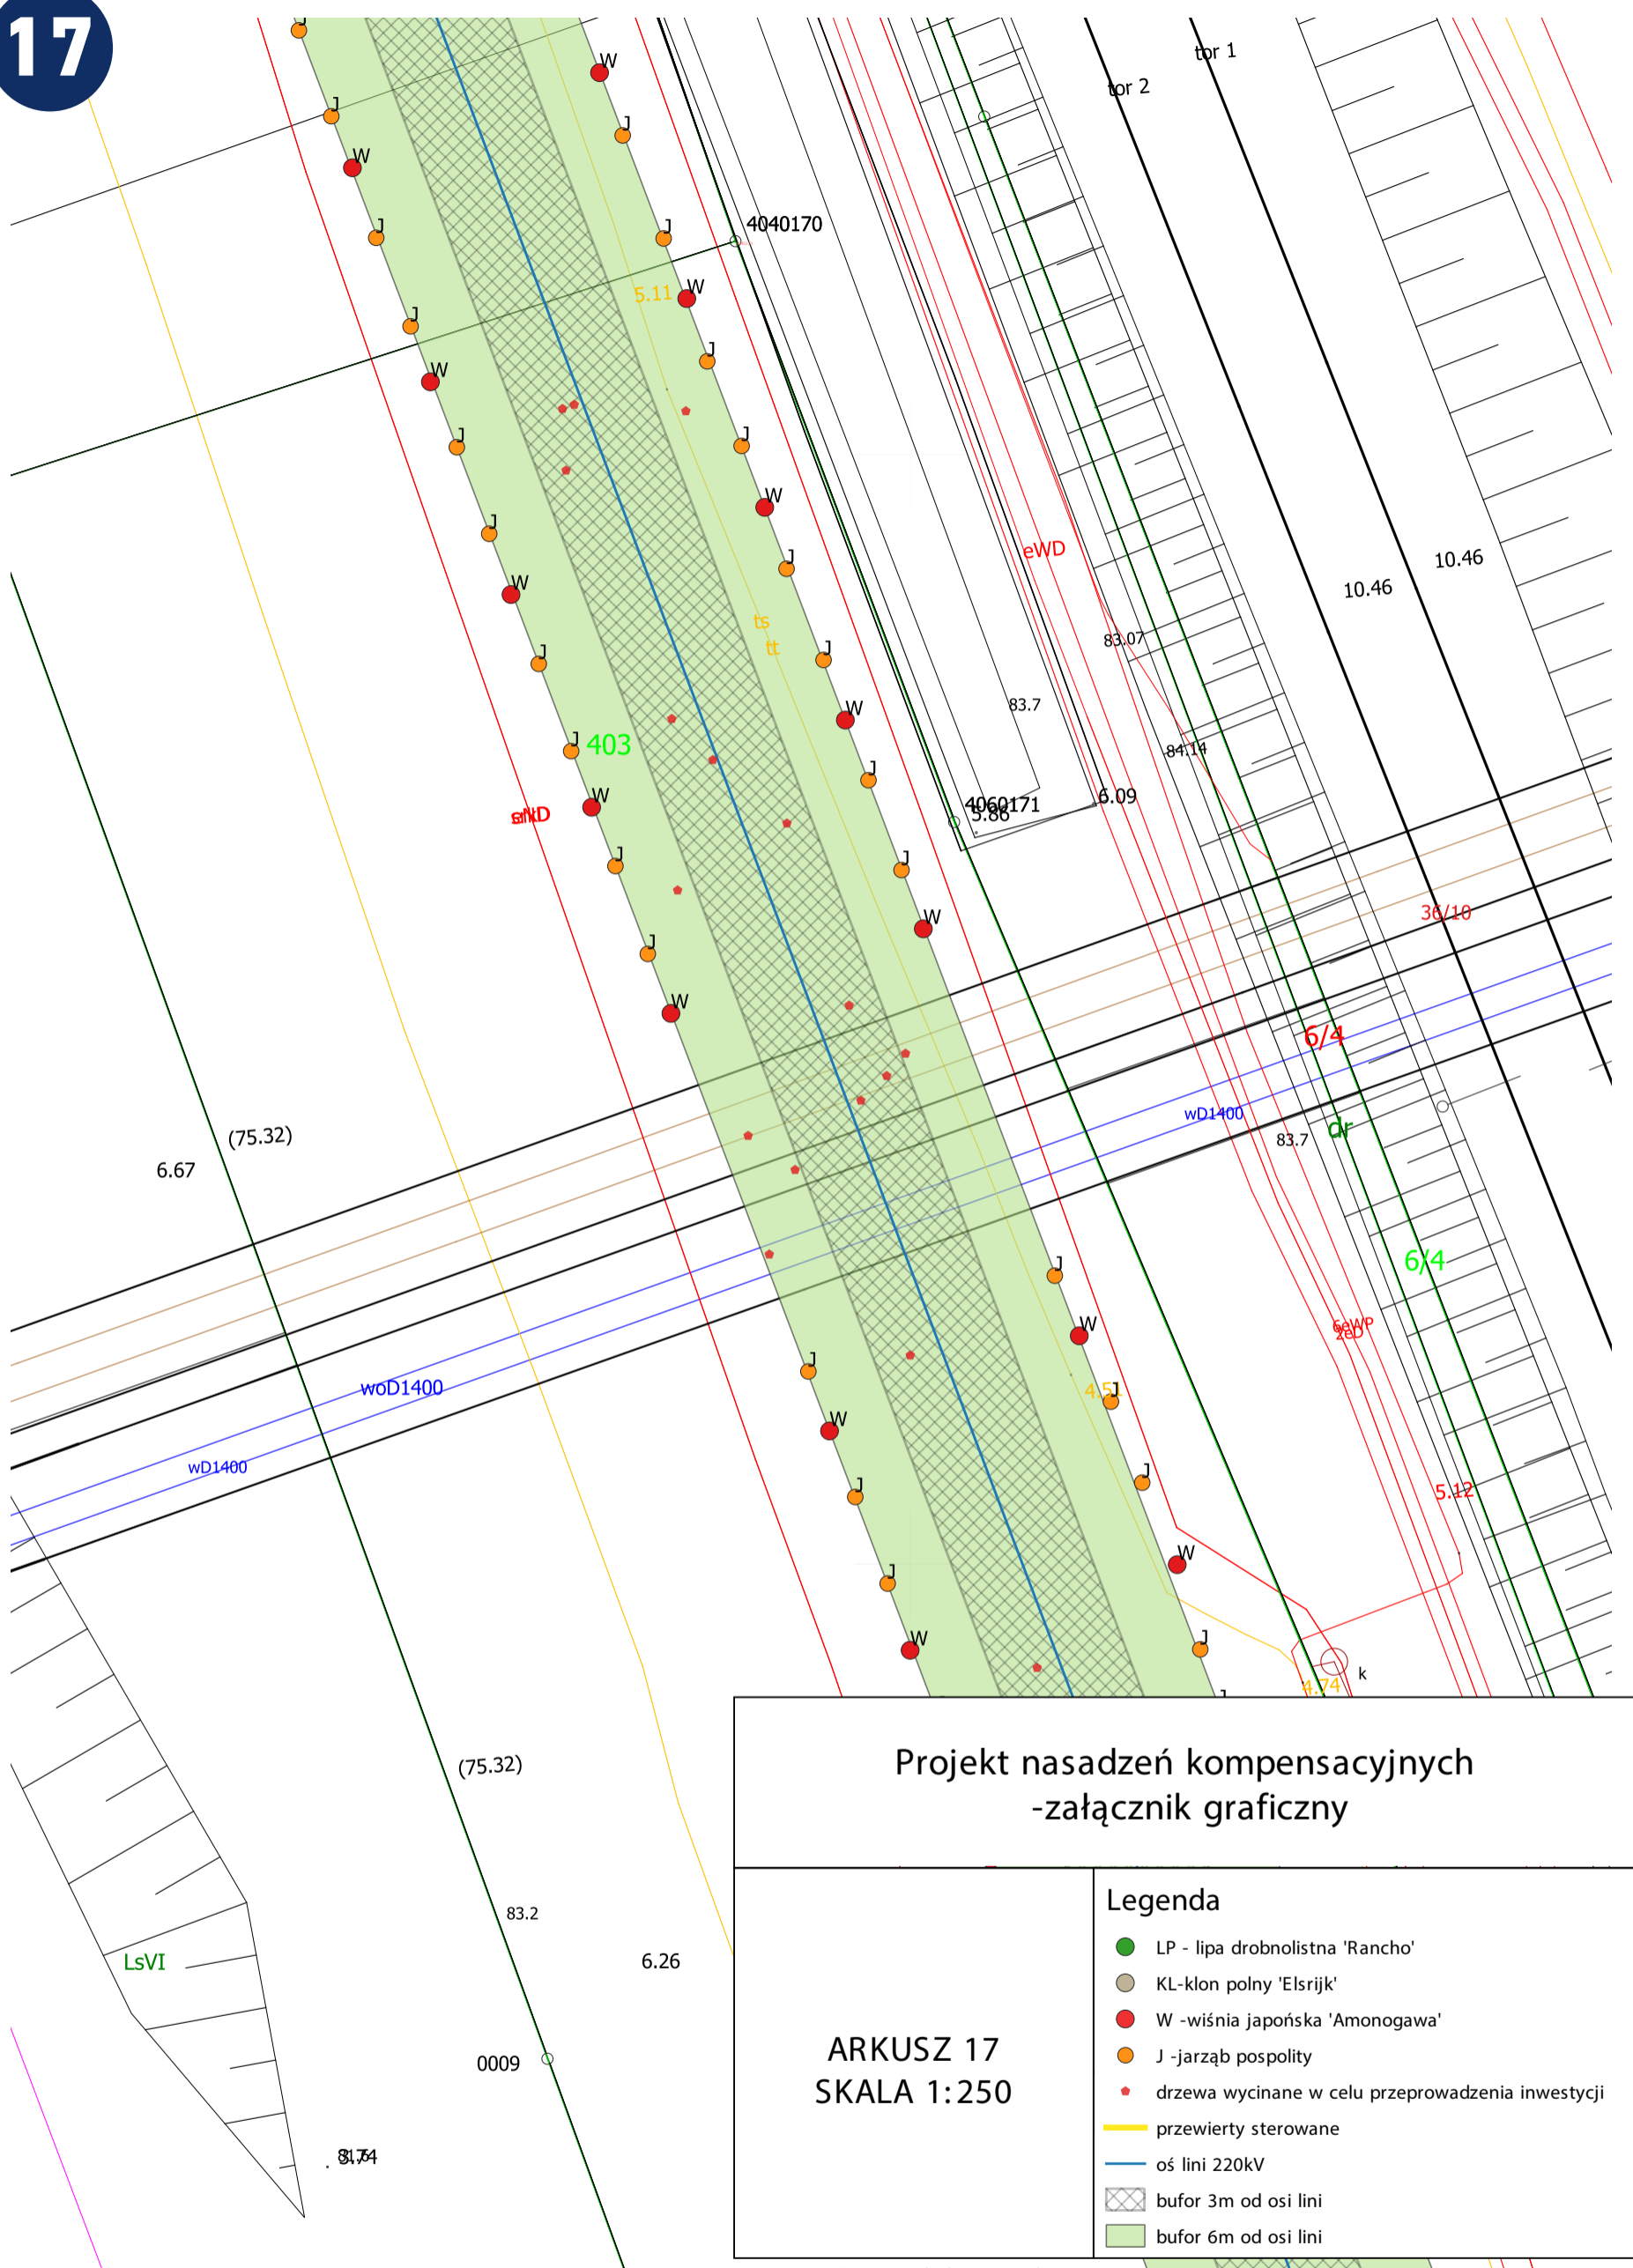 17
J
W
tor 1
tor 2
J
J
W
J
J
4040170
5.11
W
J
J
W
J
J
W
J
eWD
10.46
10.46
J
W
J
ts
tt
83.07
J
J
83.7
W
J
403
84.14
J
W
eND
6.09
4060171
5.86
J
J
W
36/10
J
W
6/4
wD1400
dr
83.7
(75.32)
6.67
6/4
J
W
6eWP
2eD
J
woD1400
4.51
J
W
wD1400
J
J
5.12
W
J
W
J
k
4.74
J
(75.32)
83.2
LsVI
6.26
0009
Projekt nasadzeń kompensacyjnych
-załącznik graficzny
ARKUSZ 17
SKALA 1:250
Legenda
LP - lipa drobnolistna 'Rancho'
KL-klon polny 'Elsrijk'
W -wiśnia japońska 'Amonogawa'
J -jarząb pospolity
drzewa wycinane w celu przeprowadzenia inwestycji
przewierty sterowane
oś lini 220kV
bufor 3m od osi lini
bufor 6m od osi lini